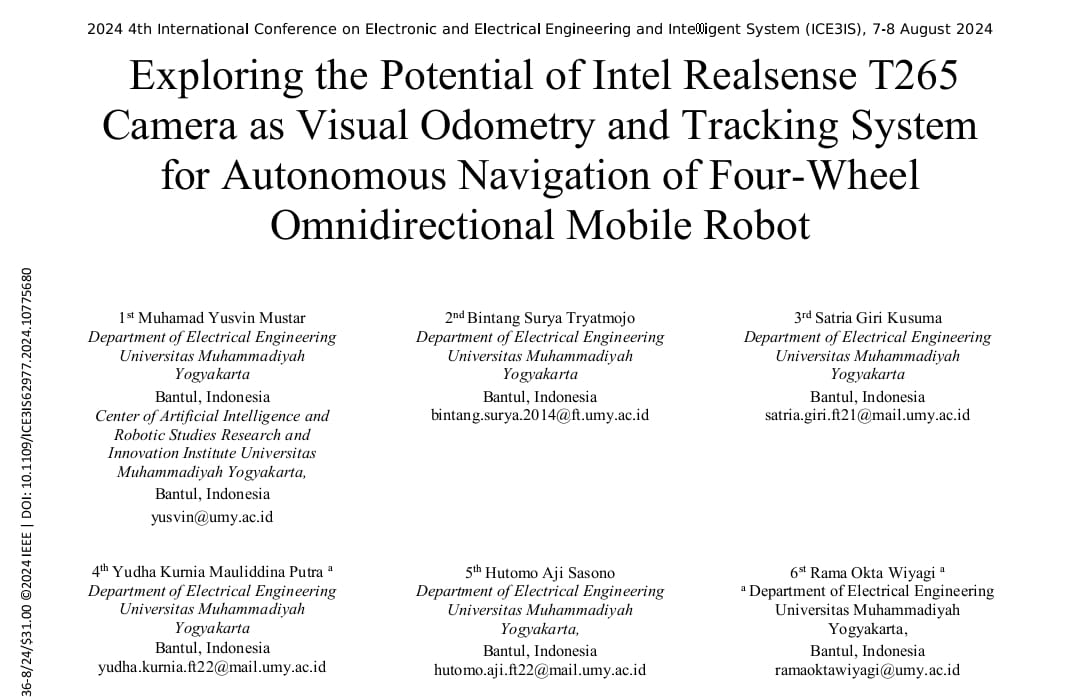 2024 4th International Conference on Electronic and Electrical Engineering and Intelligent System (ICE3IS), 7-8 August 2024
Exploring the Potential of Intel Realsense T265
Camera as Visual Odometry and Tracking System
for Autonomous Navigation of Four-Wheel
Omnidirectional Mobile Robot
1st Muhamad Yusvin Mustar
Department of Electrical Engineering
Universitas Muhammadiyah
Yogyakarta
Bantul, Indonesia
Center of Artificial Intelligence and
Robotic Studies Research and
Innovation Institute Universitas
Muhammadiyah Yogyakarta,
Bantul, Indonesia
yusvin@umy.ac.id
2nd Bintang Surya Tryatmojo
Department of Electrical Engineering
Universitas Muhammadiyah
Yogyakarta
Bantul, Indonesia
bintang.surya.2014@ft.umy.ac.id
3rd Satria Giri Kusuma
Department of Electrical Engineering
Universitas Muhammadiyah
Yogyakarta
Bantul, Indonesia
satria.giri.ft21@mail.umy.ac.id
4th Yudha Kurnia Mauliddina Putra a
Department of Electrical Engineering
Universitas Muhammadiyah
Yogyakarta
Bantul, Indonesia
yudha.kurnia.ft22@mail.umy.ac.id
5th Hutomo Aji Sasono
Department of Electrical Engineering
Universitas Muhammadiyah
Yogyakarta,
Bantul, Indonesia
hutomo.aji.ft22@mail.umy.ac.id
6st Rama Okta Wiyagi a
a Department of Electrical Engineering
Universitas Muhammadiyah
Yogyakarta,
Bantul, Indonesia
ramaoktawiyagi@umy.ac.id
36-8/24/$31.00 ©2024 IEEE | DOI: 10.1109/ICE3IS62977.2024.10775680